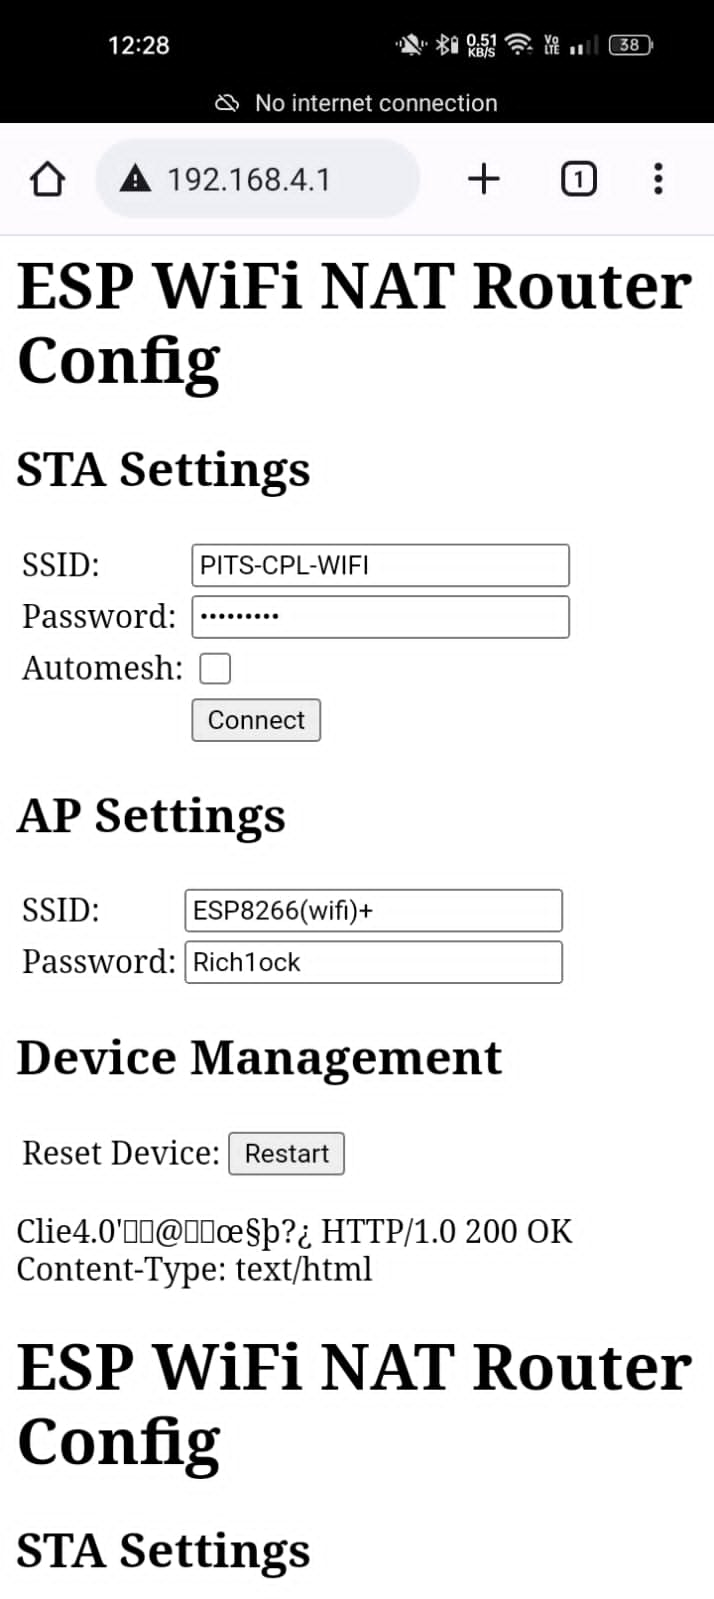 12:28
0.51 KB/S
Vo LTE
38
No internet connection
192.168.4.1
1
ESP WiFi NAT Router
Config
STA Settings
SSID: PITS-CPL-WIFI
Password: •••••••••
Automesh:
Connect
AP Settings
SSID: ESP8266(wifi)+
Password: Rich1ock
Device Management
Reset Device: Restart
Clie4.0'▯▯@▯▯œ§þ?¿ HTTP/1.0 200 OK
Content-Type: text/html
ESP WiFi NAT Router
Config
STA Settings